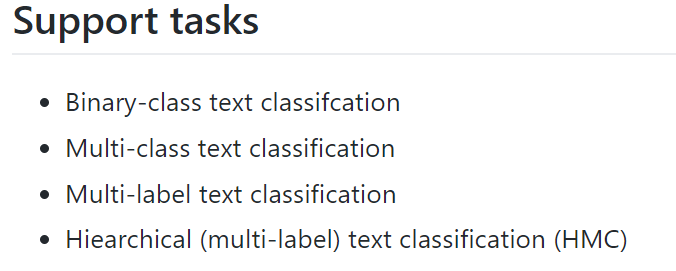 Support tasks
Binary-class text classifcation
Multi-class text classification
Multi-label text classification
Hiearchical (multi-label) text classification (HMC)